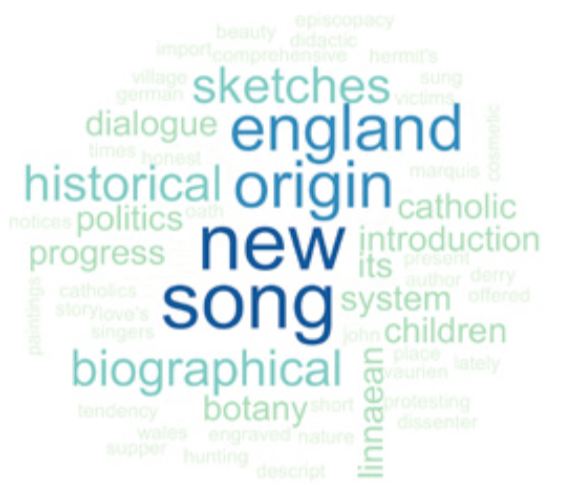 episcopacy
beauty didactic
import comprehensive hermit's
village sketches sung
german victims
dialogue england cosmetic
times honest
historical origin marquis
notices politics oath catholic
new introduction
progress its present
author derry
paintings catholics system offered
story love's song
singers john children
biographical place lately
vaurien
linnaean
tendency botany short protesting
dissenter
wales engraved nature
supper hunting
descript